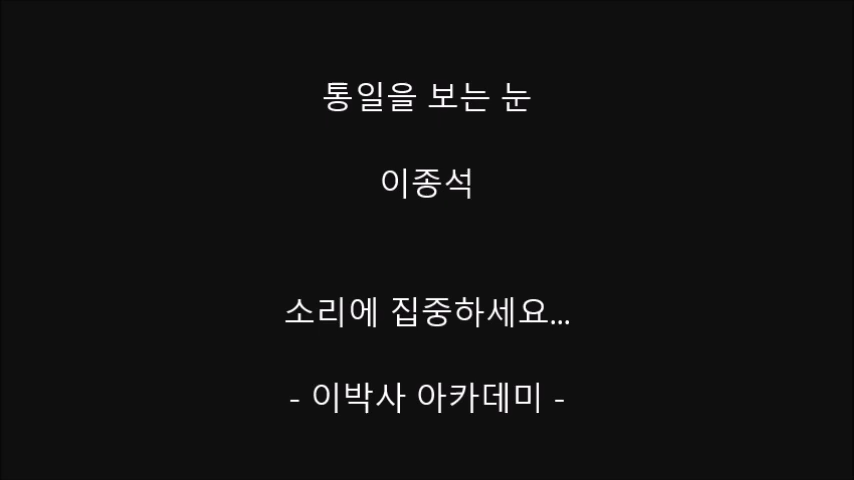 통일을 보는 눈
이종석
소리에 집중하세요...
- 이박사 아카데미 -